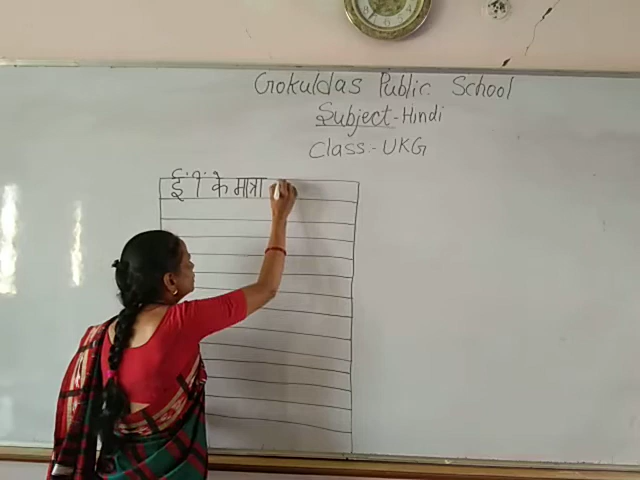 Gokuldas Public School
Subject - Hindi
Class:- UKG
ई ीं के मात्रा